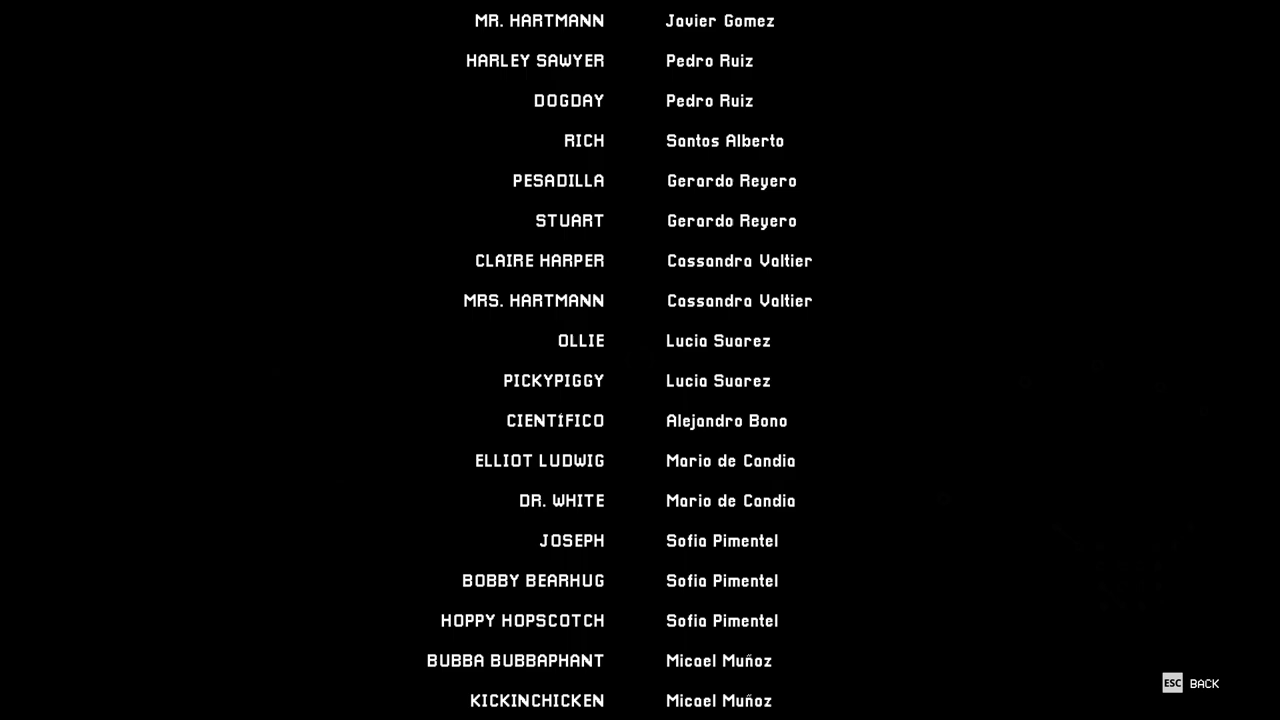 MR. HARTMANN Javier Gomez
HARLEY SAWYER Pedro Ruiz
DOGDAY Pedro Ruiz
RICH Santos Alberto
PESADILLA Gerardo Reyero
STUART Gerardo Reyero
CLAIRE HARPER Cassandra Valtier
MRS. HARTMANN Cassandra Valtier
OLLIE Lucia Suarez
PICKYPIGGY Lucia Suarez
CIENTÍFICO Alejandro Bono
ELLIOT LUDWIG Mario de Candia
DR. WHITE Mario de Candia
JOSEPH Sofia Pimentel
BOBBY BEARHUG Sofia Pimentel
HOPPY HOPSCOTCH Sofia Pimentel
BUBBA BUBBAPHANT Micael Muñoz
KICKINCHICKEN Micael Muñoz
ESC BACK